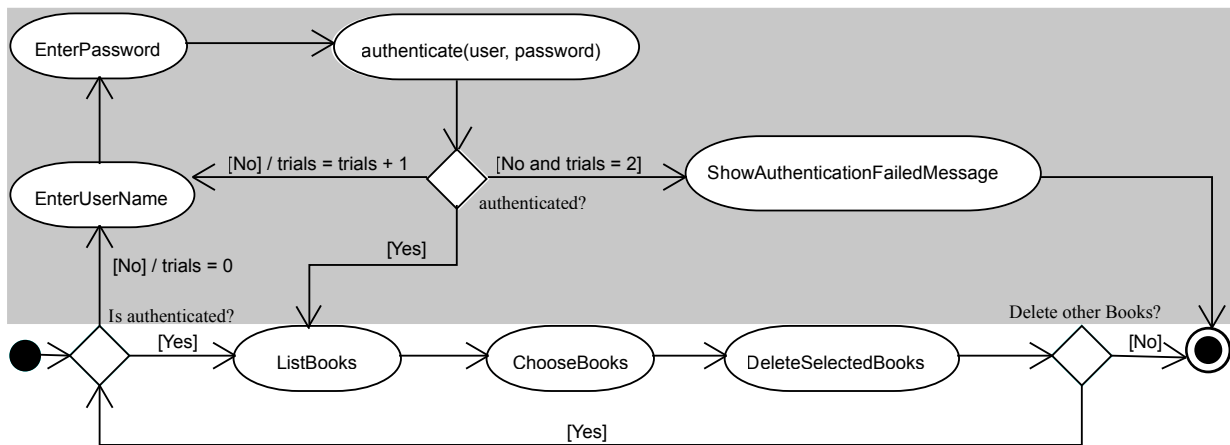 EnterPassword
authenticate(user, password)
[No] / trials = trials + 1
[No and trials = 2]
ShowAuthenticationFailedMessage
EnterUserName
authenticated?
[Yes]
[No] / trials = 0
Is authenticated?
Delete other Books?
[Yes]
ListBooks
ChooseBooks
DeleteSelectedBooks
[No]
[Yes]